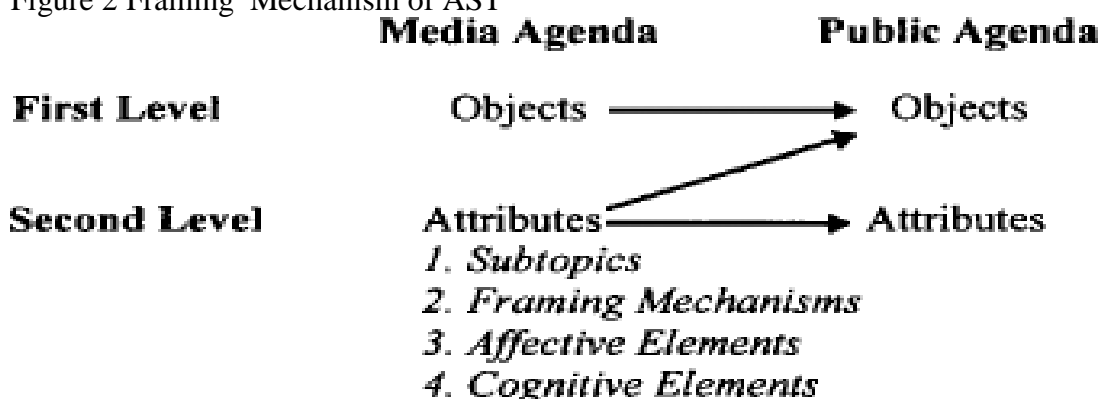 Figure 2 Framing Mechanism of AST
Media Agenda Public Agenda
First Level Objects Objects
Second Level Attributes Attributes
1. Subtopics
2. Framing Mechanisms
3. Affective Elements
4. Cognitive Elements